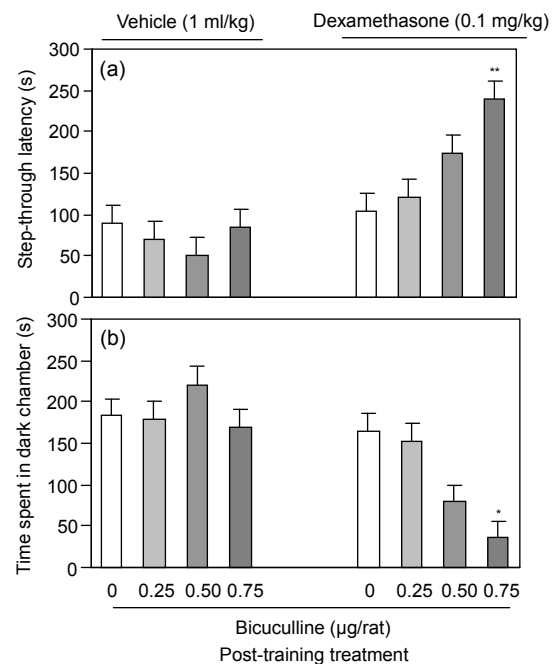 Vehicle (1 ml/kg) Dexamethasone (0.1 mg/kg)
(a)
Step-through latency (s)
300
250
200
150
100
50
0
**
(b)
Time spent in dark chamber (s)
300
250
200
150
100
50
0
*
0 0.25 0.50 0.75 0 0.25 0.50 0.75
Bicuculline (µg/rat)
Post-training treatment